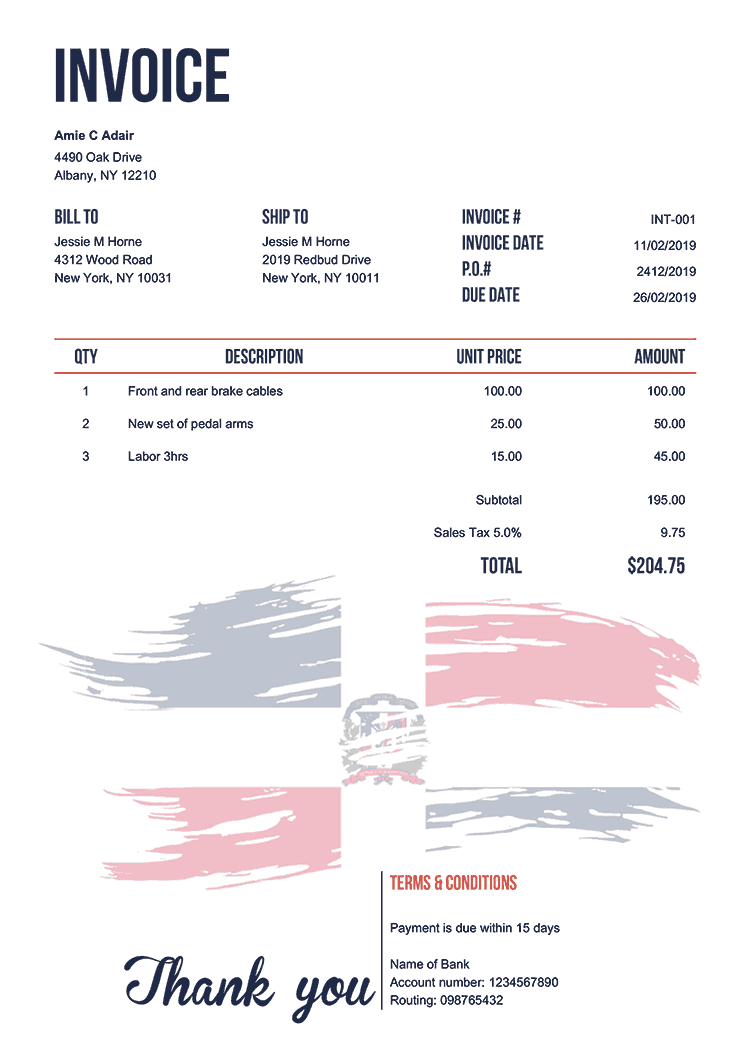 INVOICE
Amie C Adair
4490 Oak Drive
Albany, NY 12210
BILL TO
Jessie M Horne
4312 Wood Road
New York, NY 10031
SHIP TO
Jessie M Horne
2019 Redbud Drive
New York, NY 10011
INVOICE # INT-001
INVOICE DATE 11/02/2019
P.O.# 2412/2019
DUE DATE 26/02/2019
QTY DESCRIPTION UNIT PRICE AMOUNT
1 Front and rear brake cables 100.00 100.00
2 New set of pedal arms 25.00 50.00
3 Labor 3hrs 15.00 45.00
Subtotal 195.00
Sales Tax 5.0% 9.75
TOTAL $204.75
TERMS & CONDITIONS
Payment is due within 15 days
Name of Bank
Account number: 1234567890
Routing: 098765432
Thank you